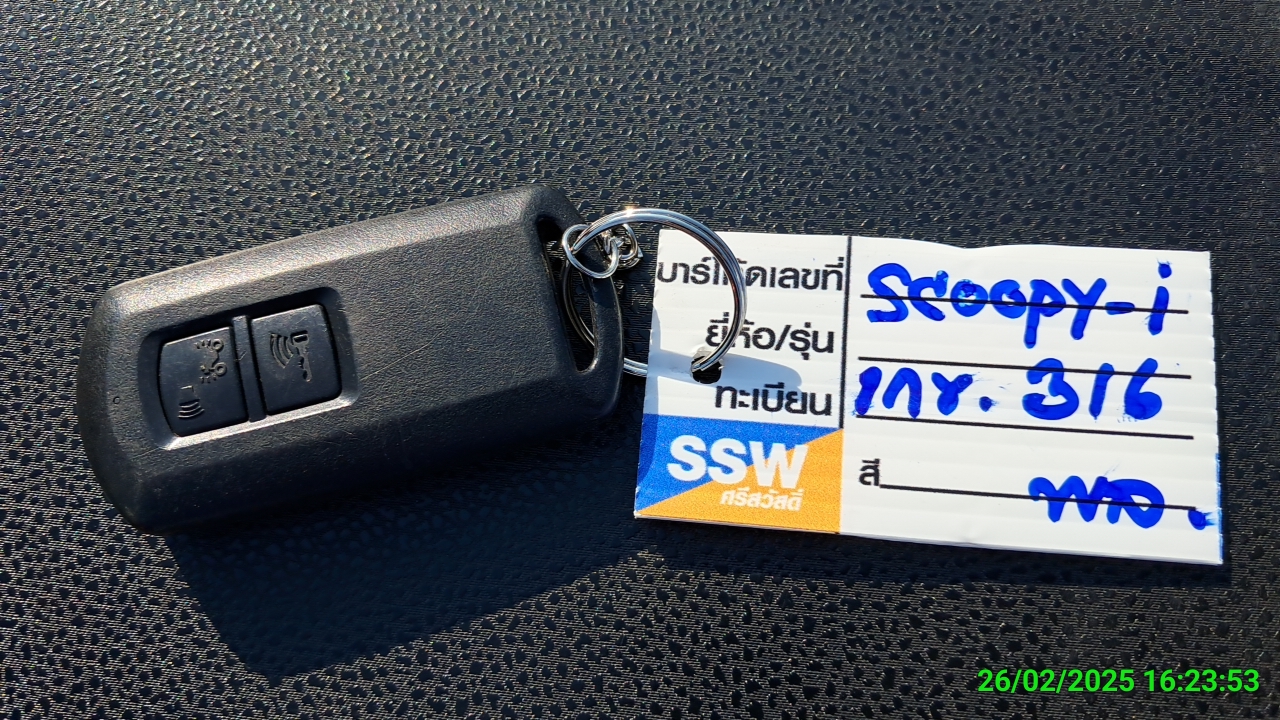 บาร์โค้ดเลขที่
Scoopy-i
ยี่ห้อ/รุ่น
ทะเบียน
1กข. 316
SSW
ศรีสวัสดิ์
สี
26/02/2025 16:23:53